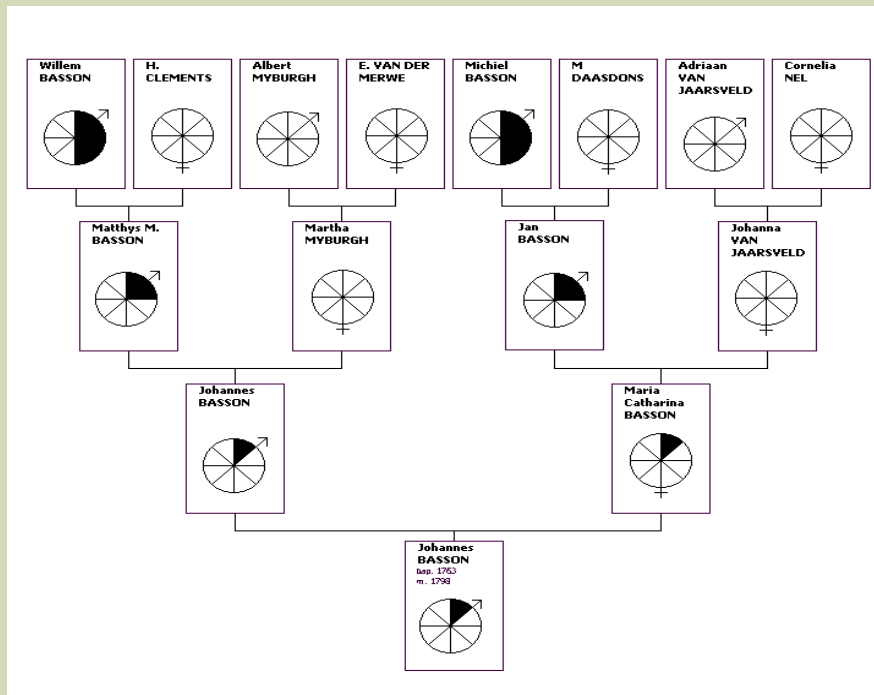 Willem
BASSON
H.
CLEMENTS
Albert
MYBURGH
E. VAN DER
MERWE
Michiel
BASSON
M
DAASDONS
Adriaan
VAN
JAARSVELD
Cornelia
NEL
Matthys M.
BASSON
Martha
MYBURGH
Jan
BASSON
Johanna
VAN
JAARSVELD
Johannes
BASSON
Maria
Catharina
BASSON
Johannes
BASSON
bap. 1763
m. 1798